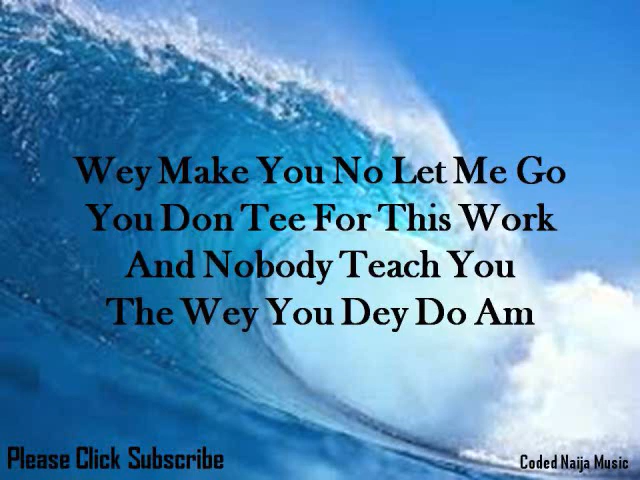 Wey Make You No Let Me Go
You Don Tee For This Work
And Nobody Teach You
The Wey You Dey Do Am
Please Click Subscribe
Coded Naija Music